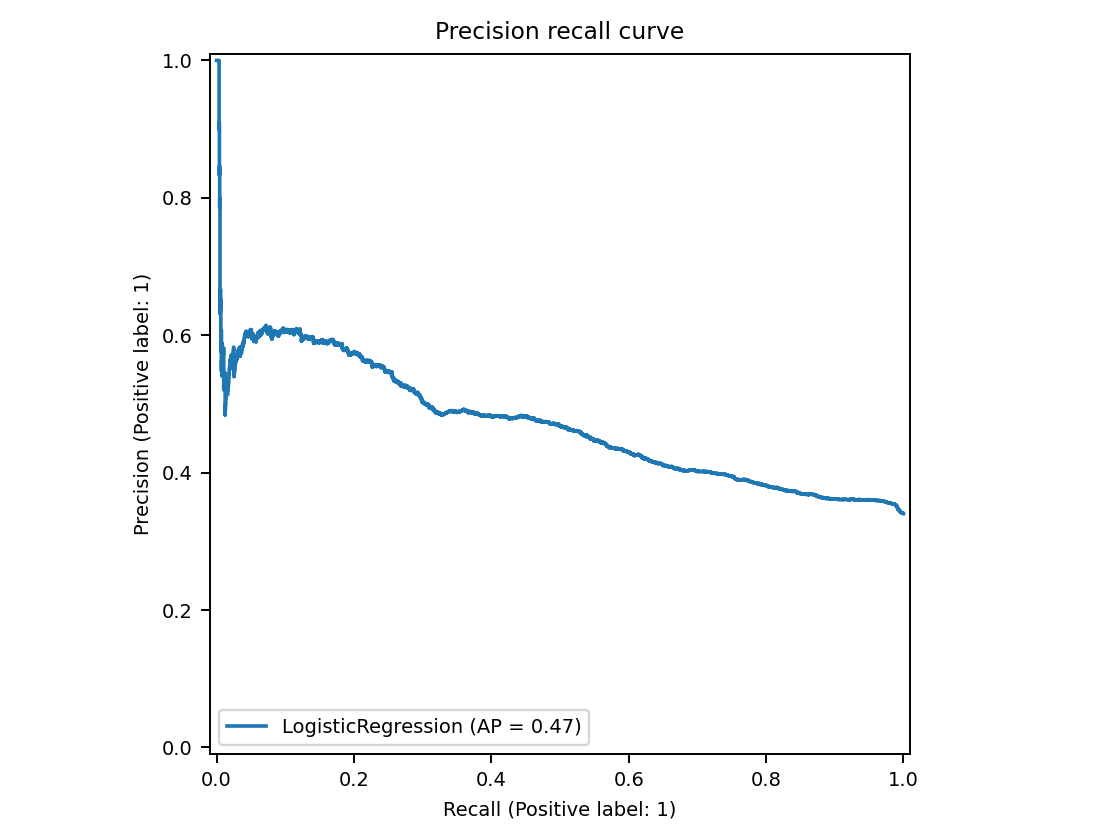 Precision recall curve
1.0
0.8
0.6
0.4
0.2
0.0
Precision (Positive label: 1)
LogisticRegression (AP = 0.47)
0.0 0.2 0.4 0.6 0.8 1.0
Recall (Positive label: 1)